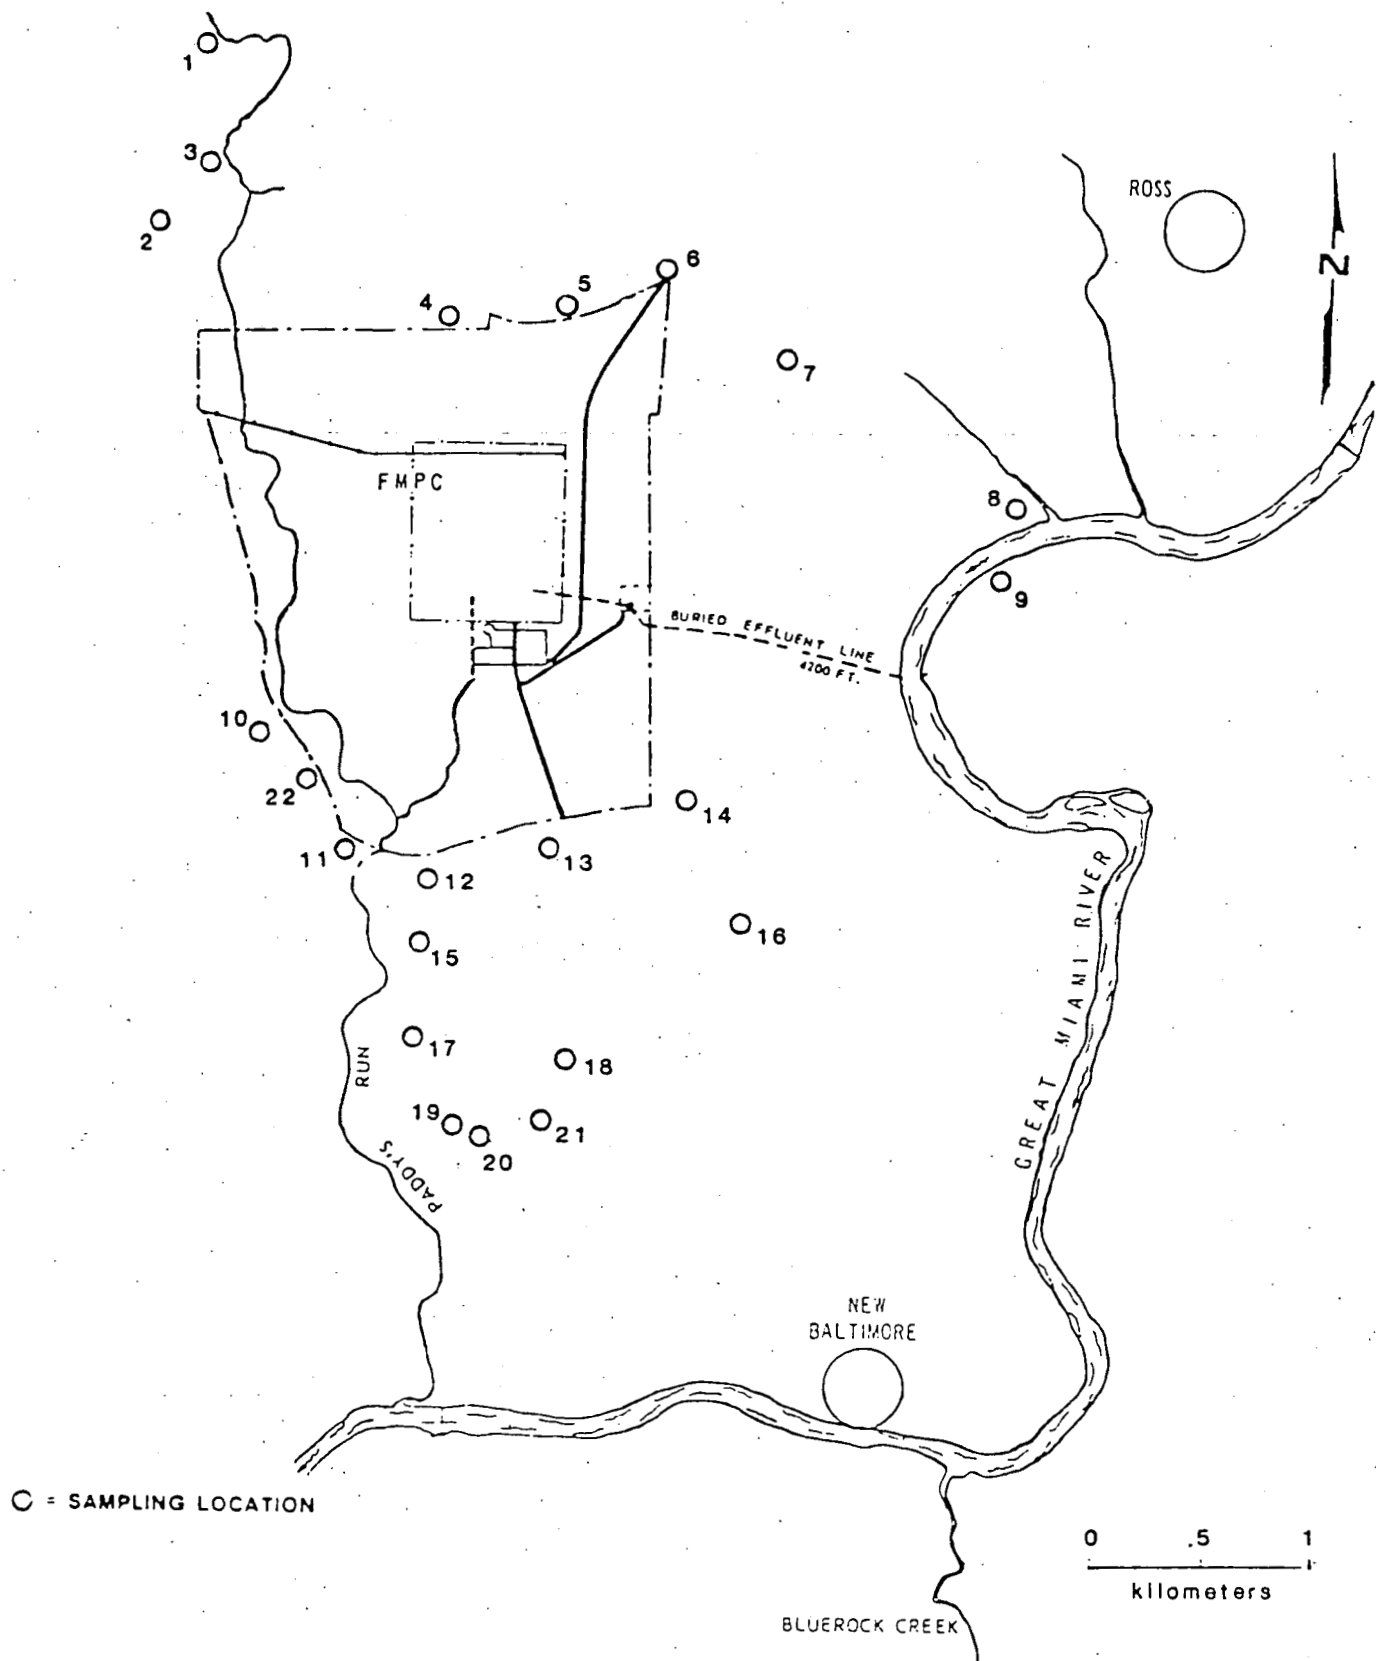 1
3
2
ROSS
N
6
5
4
7
FMPC
8
9
BURIED EFFLUENT LINE
4200 FT.
10
22
14
11
13
12
16
15
GREAT MIAMI RIVER
17
18
RUN
19
21
20
PADDY'S
NEW
BALTIMORE
= SAMPLING LOCATION
0 .5 1
kilometers
BLUEROCK CREEK